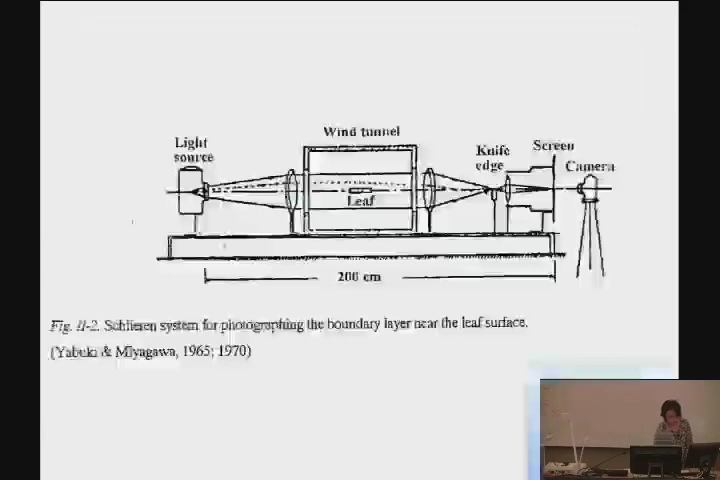 Wind tunnel
Light
source
Knife
edge
Screen
Camera
Leaf
200 cm
Fig. II-2. Schlieren system for photographing the boundary layer near the leaf surface.
(Yabuki & Miyagawa, 1965; 1970)